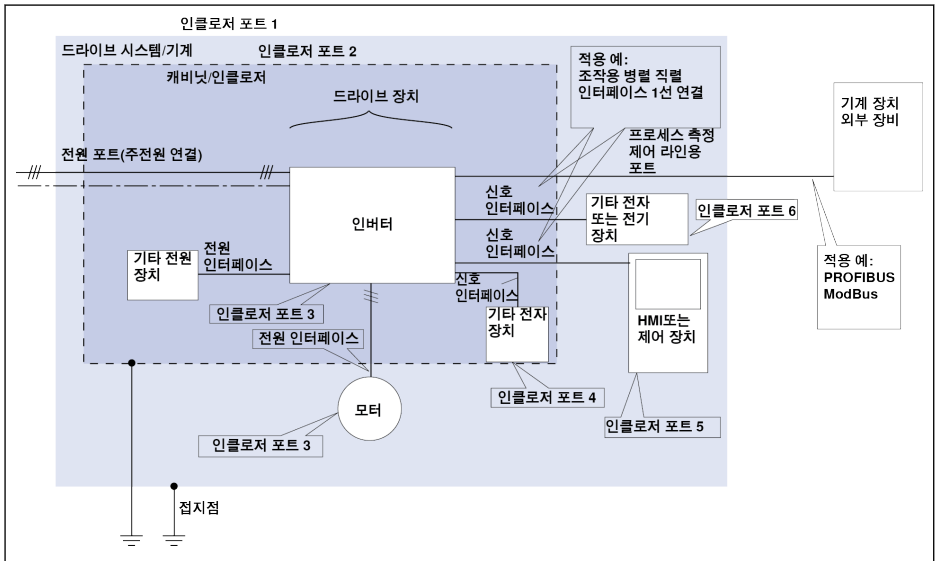 인클로저 포트 1
드라이브 시스템/기계
인클로저 포트 2
캐비닛/인클로저
드라이브 장치
적용 예:
조작용 병렬 직렬
인터페이스 1선 연결
기계 장치
외부 장비
전원 포트(주전원 연결)
프로세스 측정
제어 라인용
포트
인버터
신호
인터페이스
기타 전자
또는 전기
장치
인클로저 포트 6
신호
인터페이스
기타 전원
장치
전원
인터페이스
신호
인터페이스
적용 예:
PROFIBUS
ModBus
인클로저 포트 3
기타 전자
장치
HMI또는
제어 장치
전원 인터페이스
인클로저 포트 4
모터
인클로저 포트 5
인클로저 포트 3
접지점